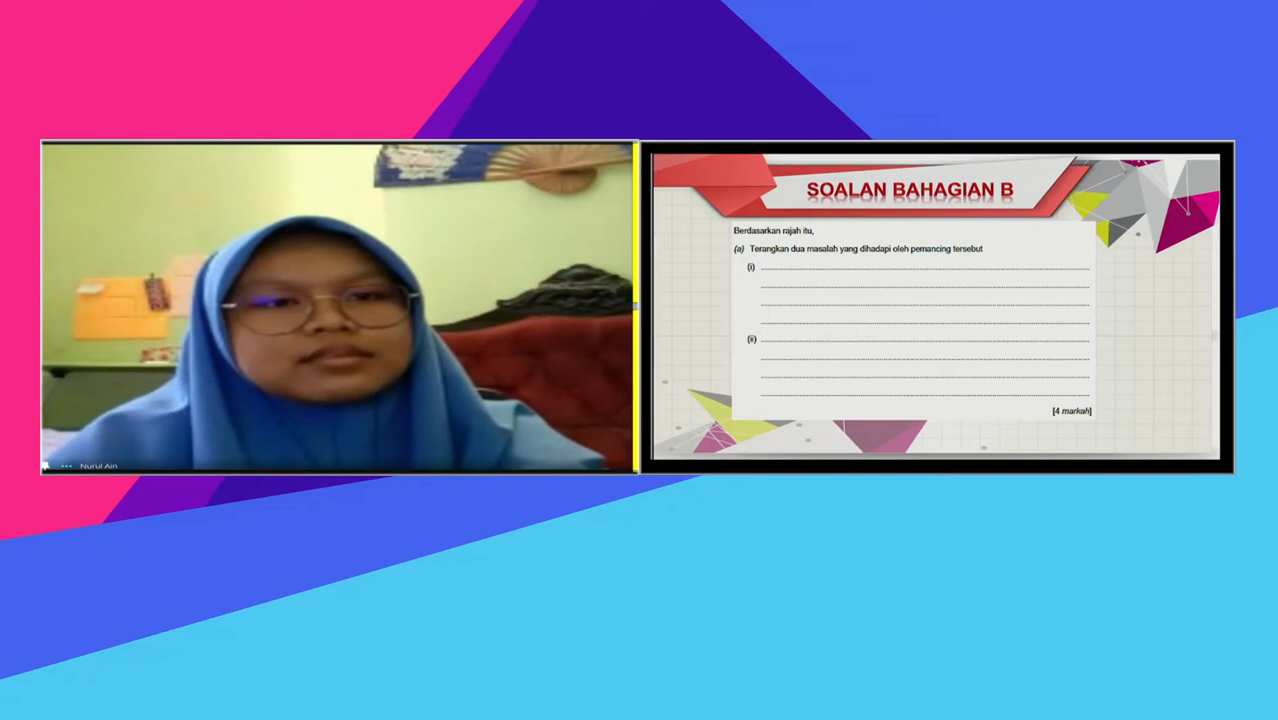 SOALAN BAHAGIAN B
Berdasarkan rajah itu,
(a) Terangkan dua masalah yang dihadapi oleh pemancing tersebut
(i)
(ii)
[4 markah]
Nurul Ain